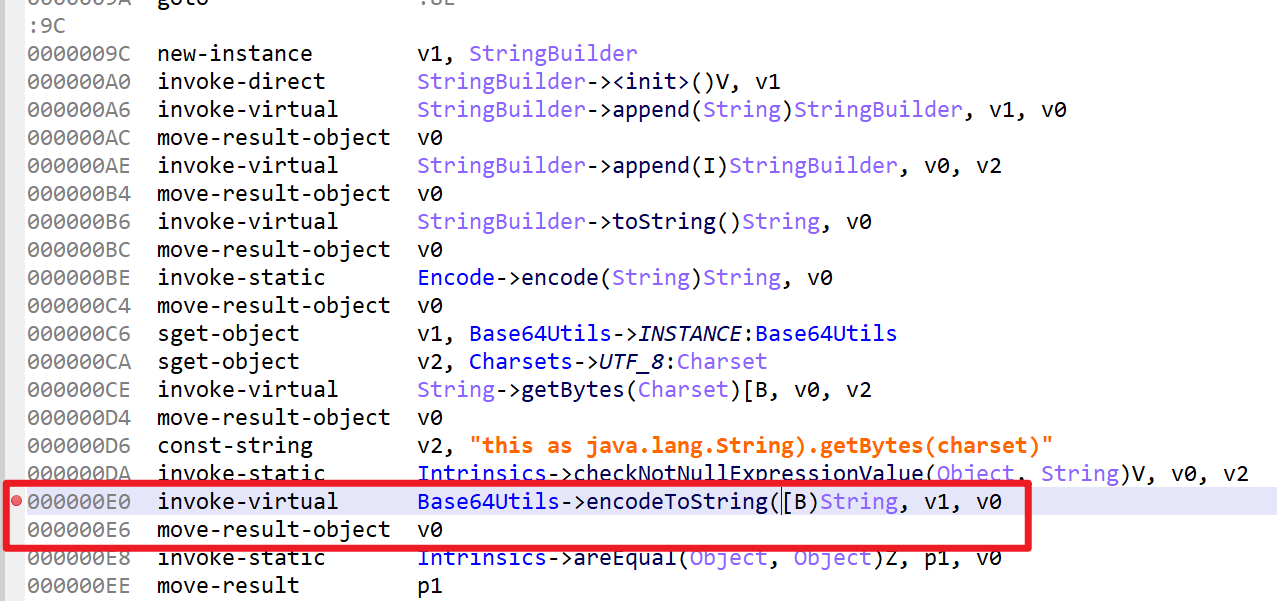 0000009A goto :8E
:9C
0000009C new-instance v1, StringBuilder
000000A0 invoke-direct StringBuilder-><init>()V, v1
000000A6 invoke-virtual StringBuilder->append(String)StringBuilder, v1, v0
000000AC move-result-object v0
000000AE invoke-virtual StringBuilder->append(I)StringBuilder, v0, v2
000000B4 move-result-object v0
000000B6 invoke-virtual StringBuilder->toString()String, v0
000000BC move-result-object v0
000000BE invoke-static Encode->encode(String)String, v0
000000C4 move-result-object v0
000000C6 sget-object v1, Base64Utils->INSTANCE:Base64Utils
000000CA sget-object v2, Charsets->UTF_8:Charset
000000CE invoke-virtual String->getBytes(Charset)[B, v0, v2
000000D4 move-result-object v0
000000D6 const-string v2, "this as java.lang.String).getBytes(charset)"
000000DA invoke-static Intrinsics->checkNotNullExpressionValue(Object, String)V, v0, v2
000000E0 invoke-virtual Base64Utils->encodeToString([B)String, v1, v0
000000E6 move-result-object v0
000000E8 invoke-static Intrinsics->areEqual(Object, Object)Z, p1, v0
000000EE move-result p1